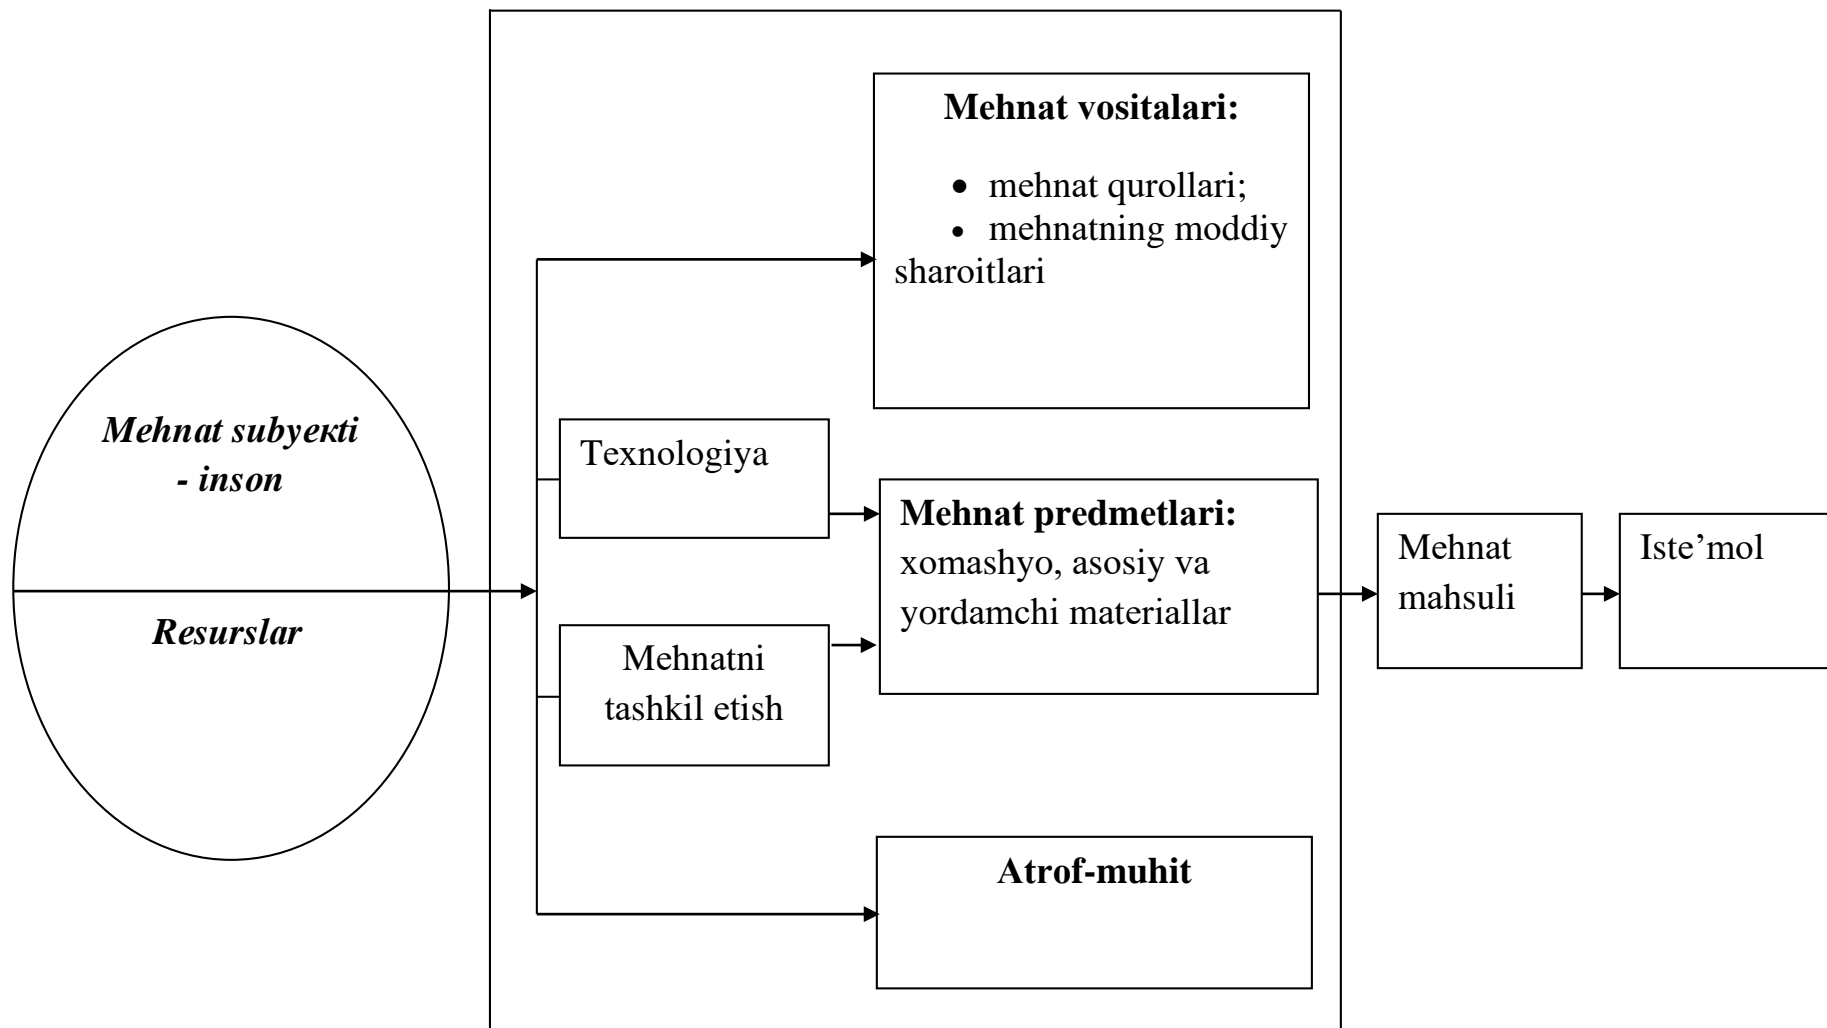 Mehnat vositalari:
• mehnat qurollari;
• mehnatning moddiy
sharoitlari
Mehnat subyeкti
- inson
Resurslar
Texnologiya
Mehnatni
tashkil etish
Mehnat predmetlari:
xomashyo, asosiy va
yordamchi materiallar
Atrof-muhit
Mehnat
mahsuli
Iste’mol